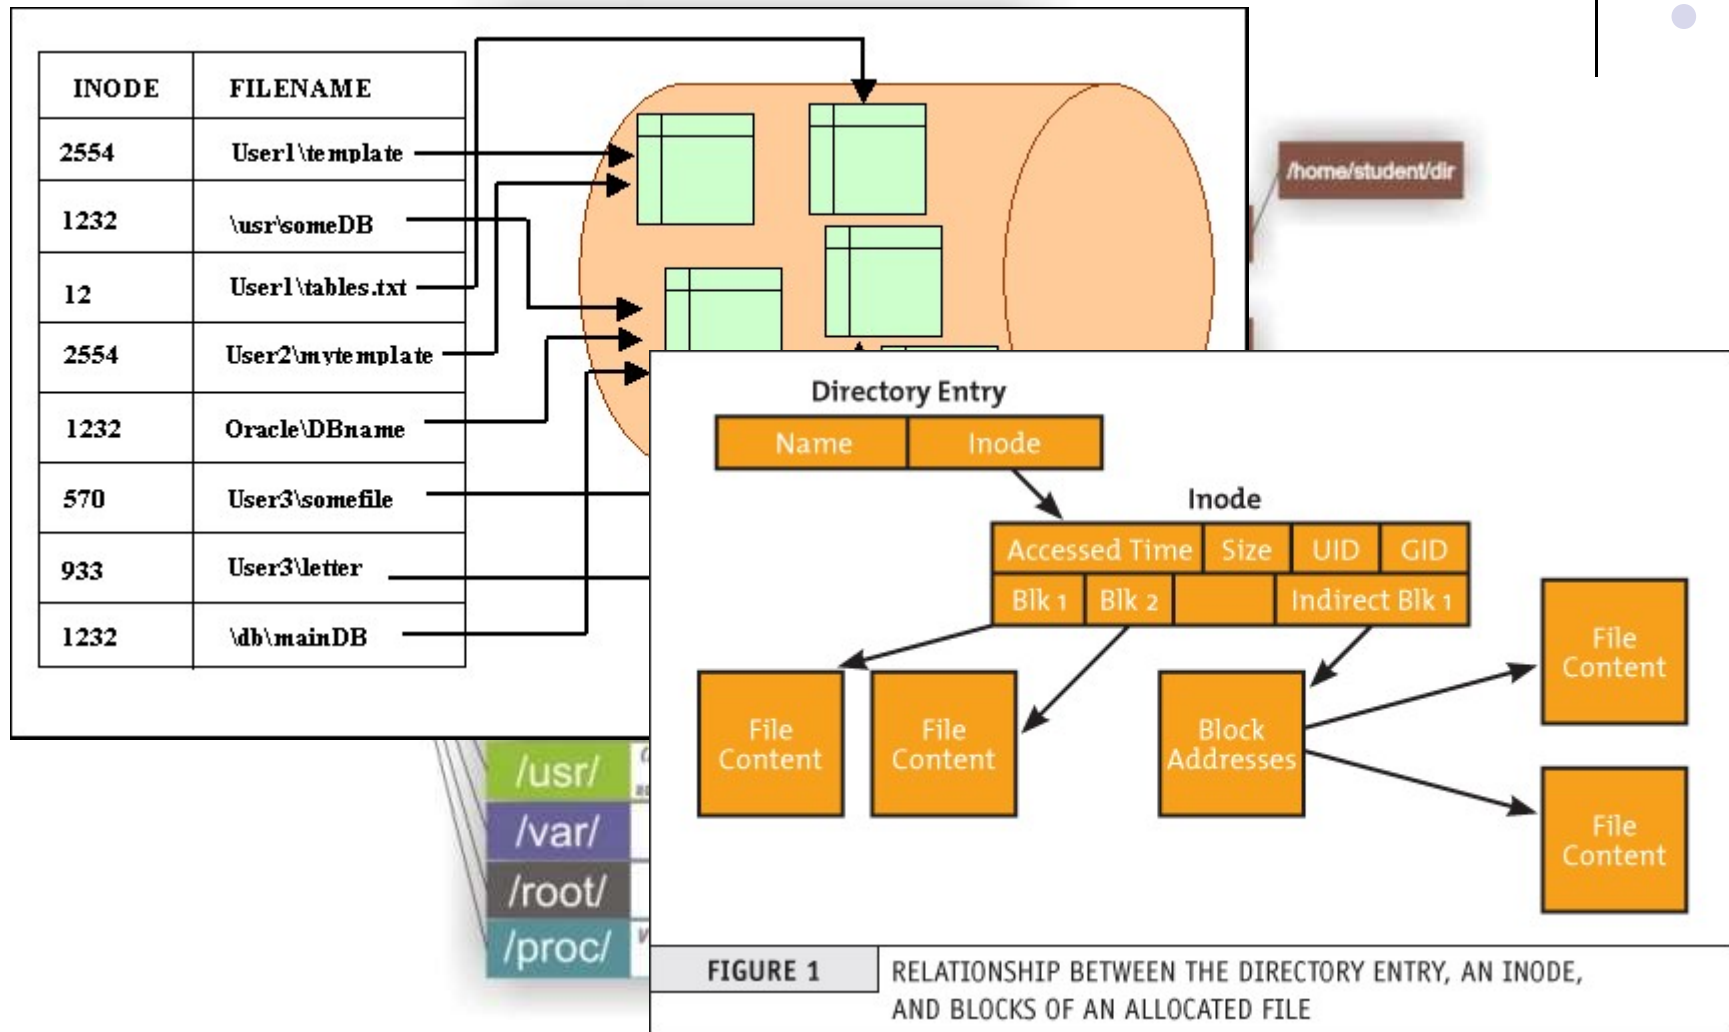 INODE FILENAME
2554 User1\template
1232 \usr\someDB
12 User1\tables.txt
2554 User2\mytemplate
1232 Oracle\DBname
570 User3\somefile
933 User3\letter
1232 \db\mainDB
/home/student/dir
/usr/
/var/
/root/
/proc/
Directory Entry
Name Inode
Inode
Accessed Time Size UID GID
Blk 1 Blk 2 Indirect Blk 1
File
Content
File
Content
Block
Addresses
File
Content
File
Content
FIGURE 1
RELATIONSHIP BETWEEN THE DIRECTORY ENTRY, AN INODE,
AND BLOCKS OF AN ALLOCATED FILE